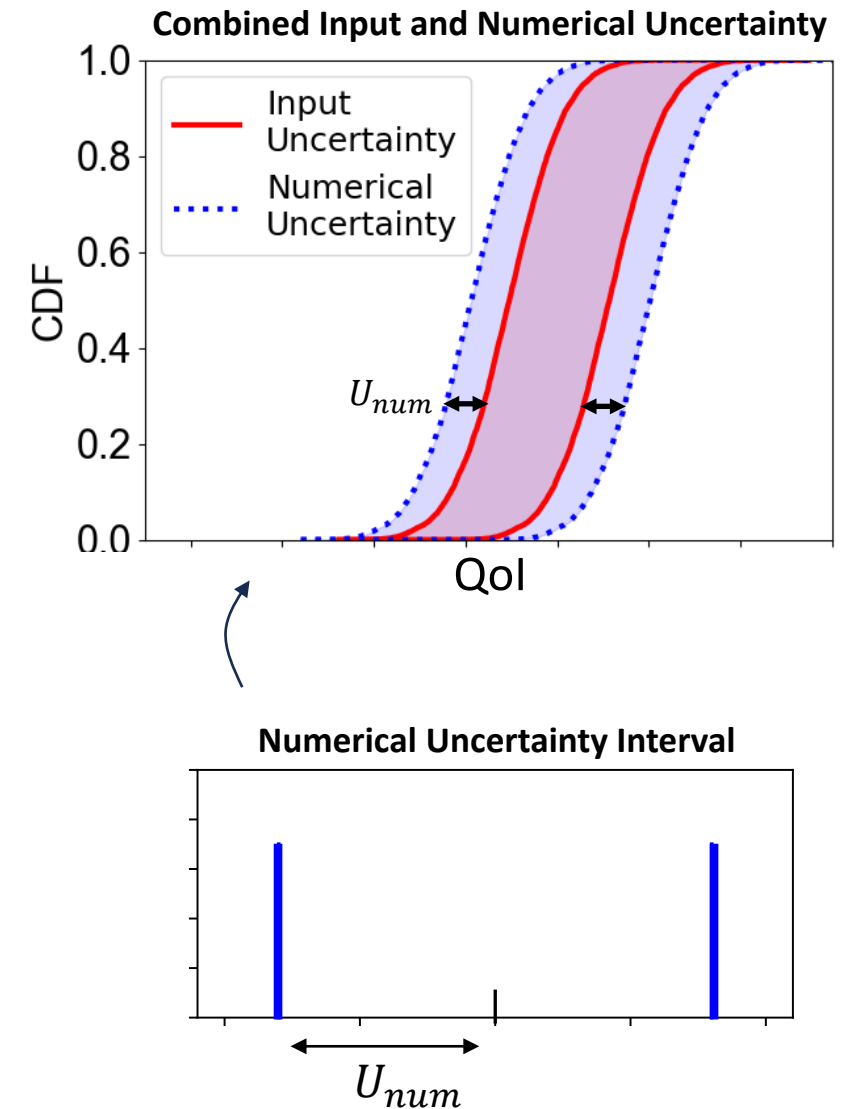 Combined Input and Numerical Uncertainty
1.0
Input
Uncertainty
0.8
Numerical
Uncertainty
0.6
CDF
0.4
U_num
0.2
0.0
QoI
Numerical Uncertainty Interval
U_num